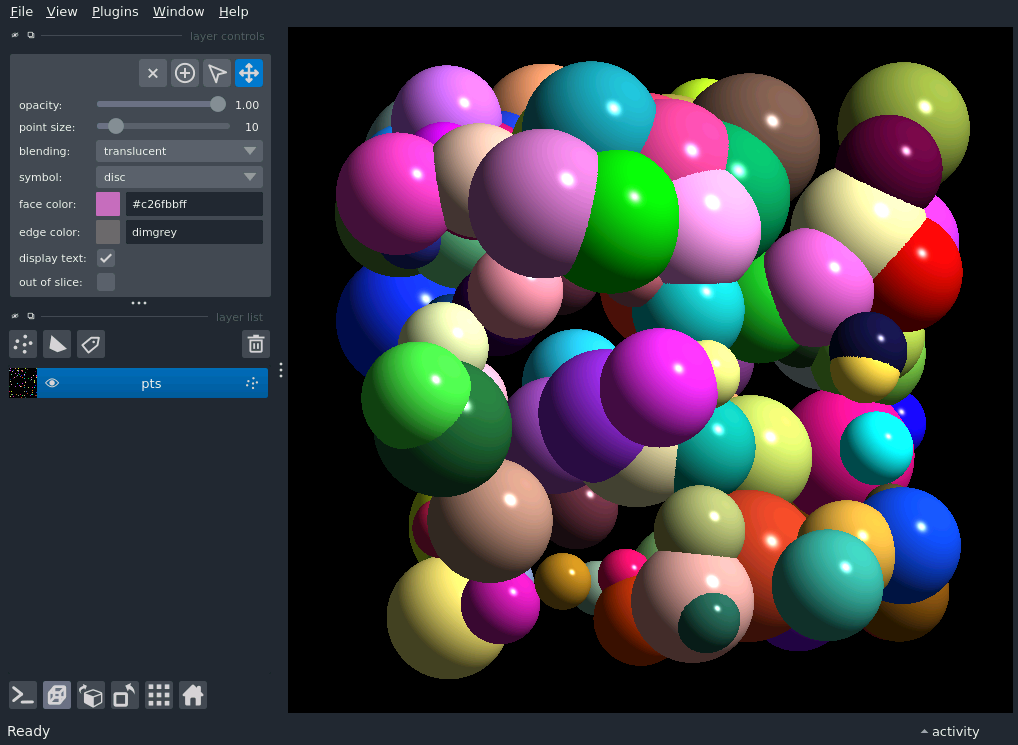 File View Plugins Window Help
layer controls
opacity: 1.00
point size: 10
blending: translucent
symbol: disc
face color: #c26fbbff
edge color: dimgrey
display text:
out of slice:
layer list
pts
Ready
activity